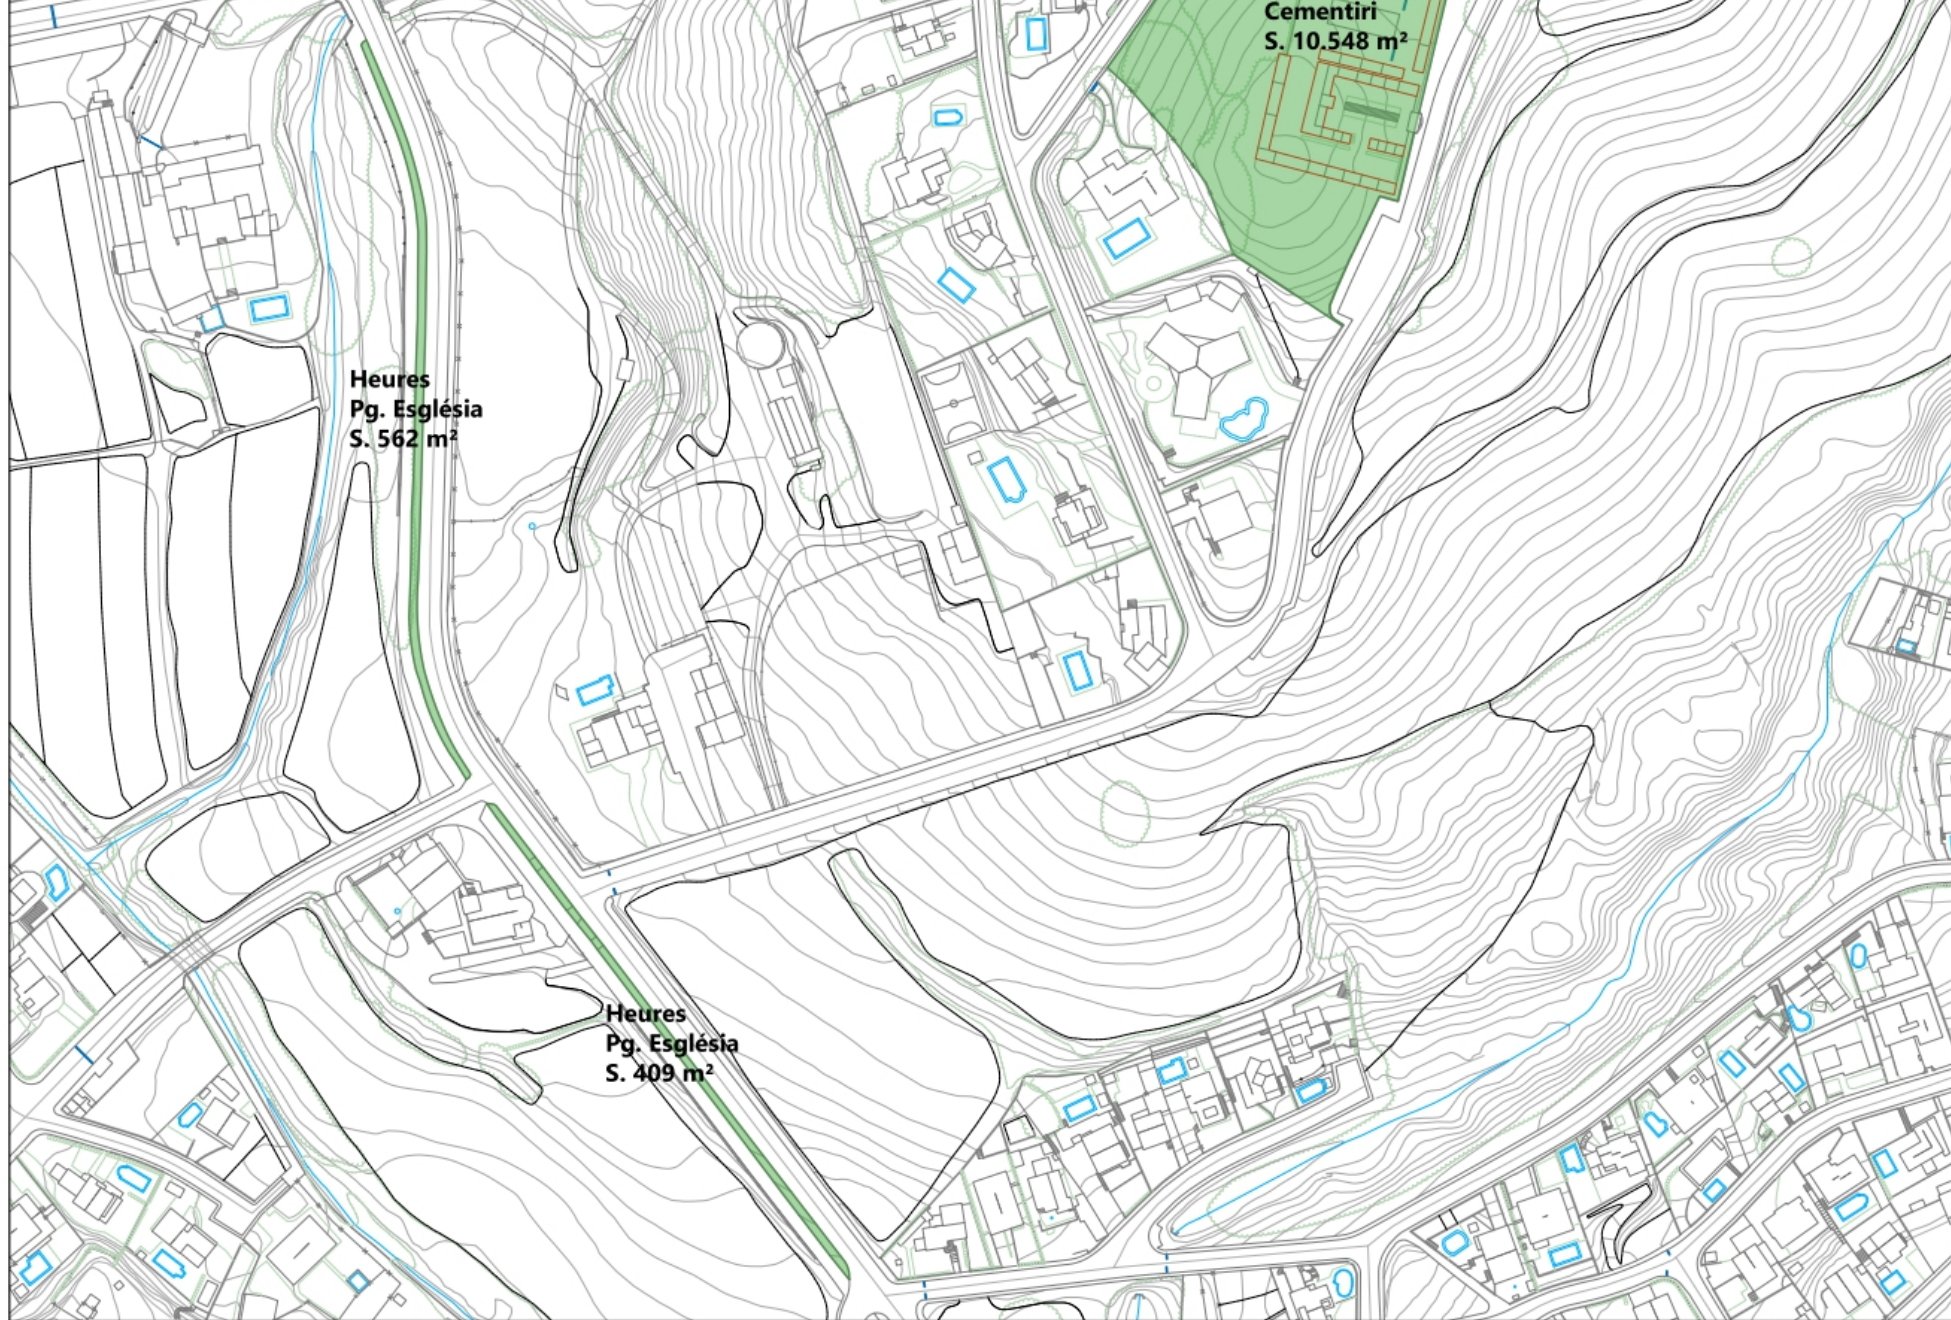 Cementiri
S. 10.548 m²
Heures
Pg. Església
S. 562 m²
Heures
Pg. Església
S. 409 m²